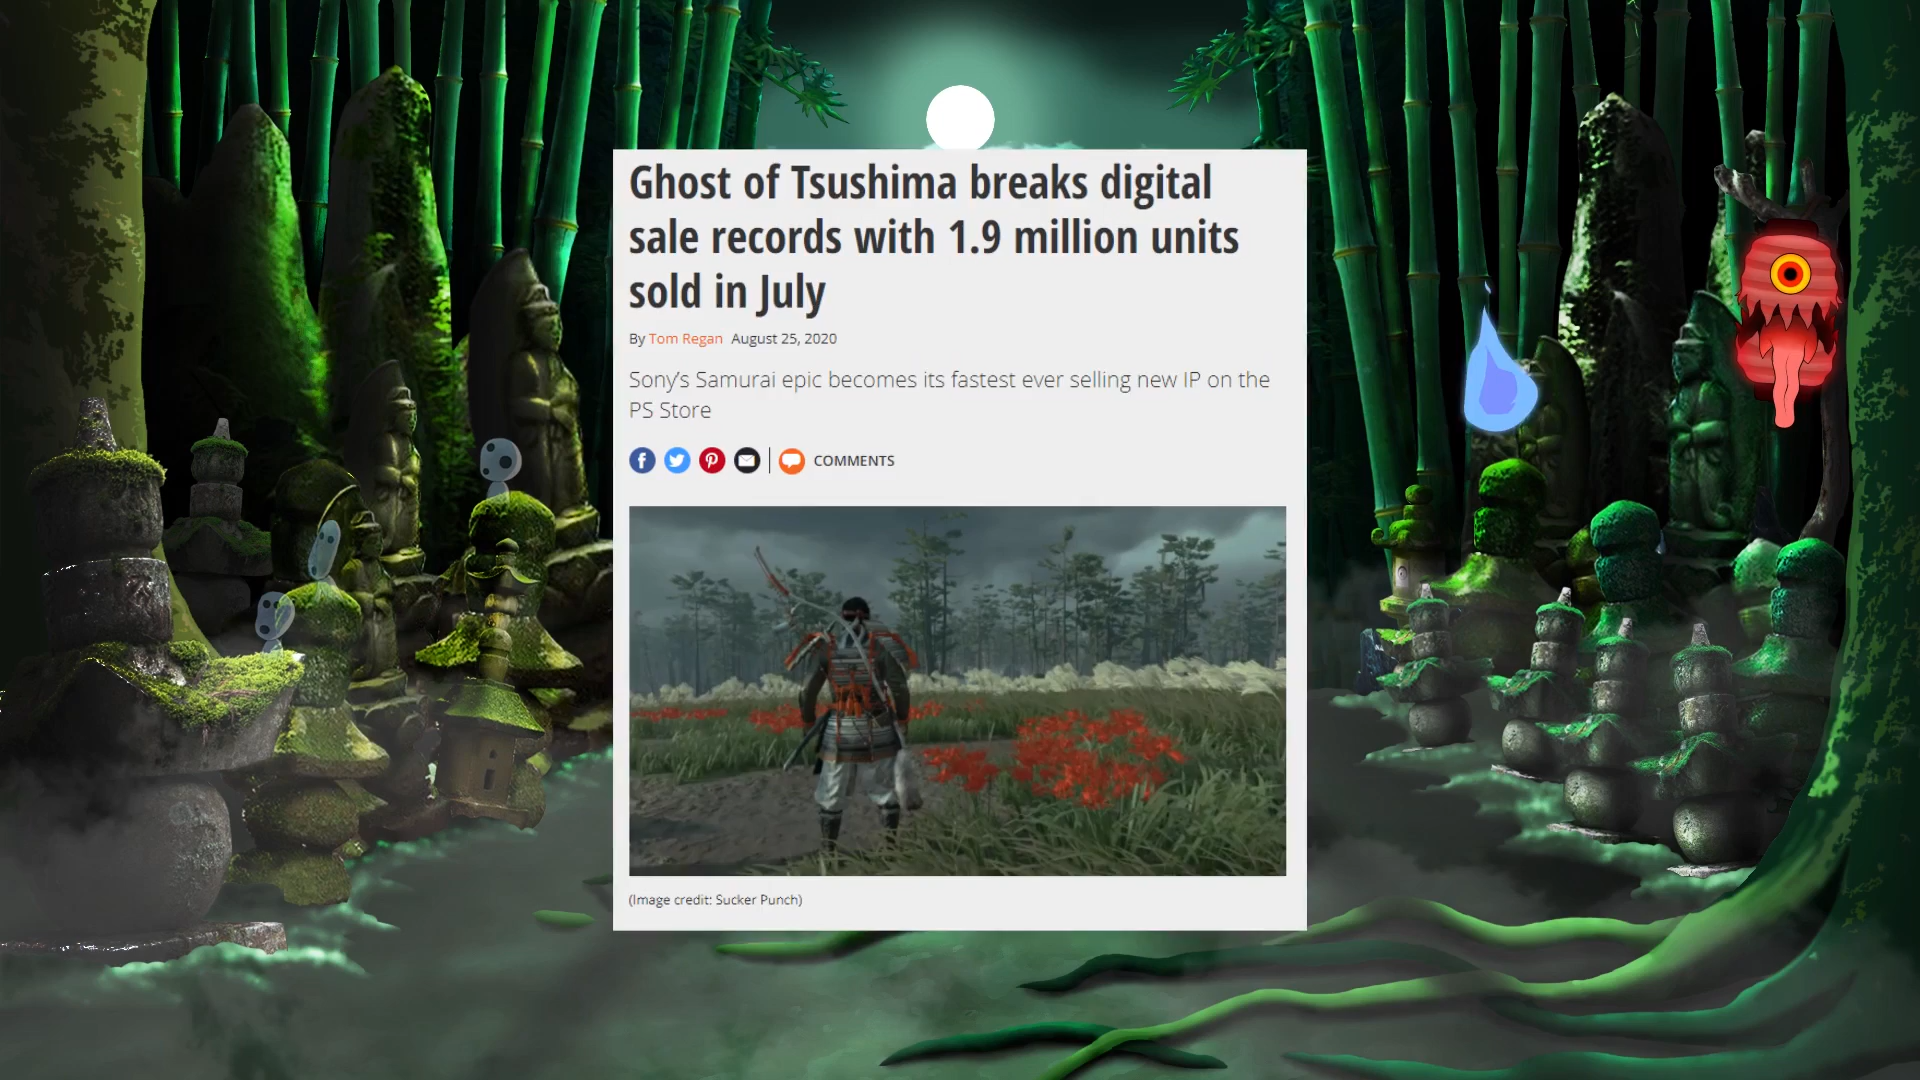 Ghost of Tsushima breaks digital
sale records with 1.9 million units
sold in July
By Tom Regan August 25, 2020
Sony’s Samurai epic becomes its fastest ever selling new IP on the
PS Store
COMMENTS
(Image credit: Sucker Punch)